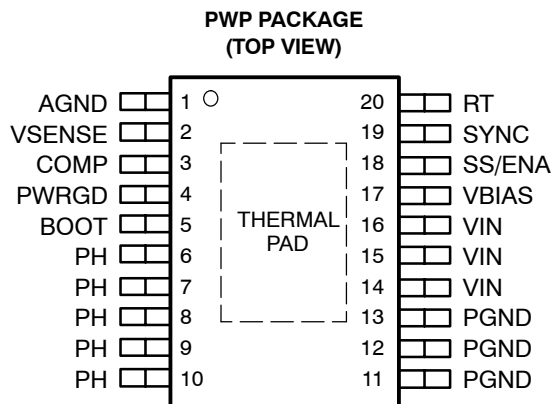 PWP PACKAGE
(TOP VIEW)
AGND 1 20 RT
VSENSE 2 19 SYNC
COMP 3 18 SS/ENA
PWRGD 4 17 VBIAS
BOOT 5 16 VIN
THERMAL
PAD
PH 6 15 VIN
PH 7 14 VIN
PH 8 13 PGND
PH 9 12 PGND
PH 10 11 PGND